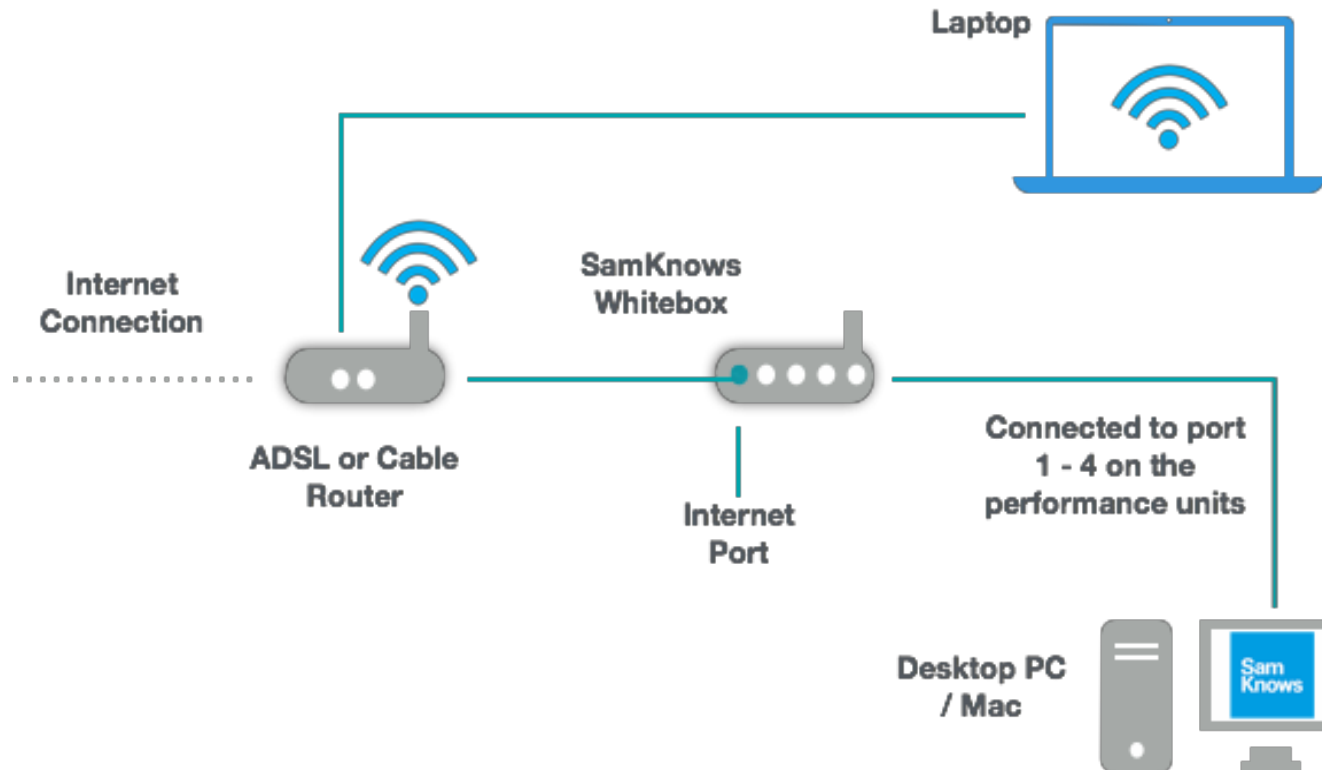 Laptop
SamKnows
Whitebox
Internet
Connection
ADSL or Cable
Router
Internet
Port
Connected to port
1 - 4 on the
performance units
Desktop PC
/ Mac
Sam
Knows